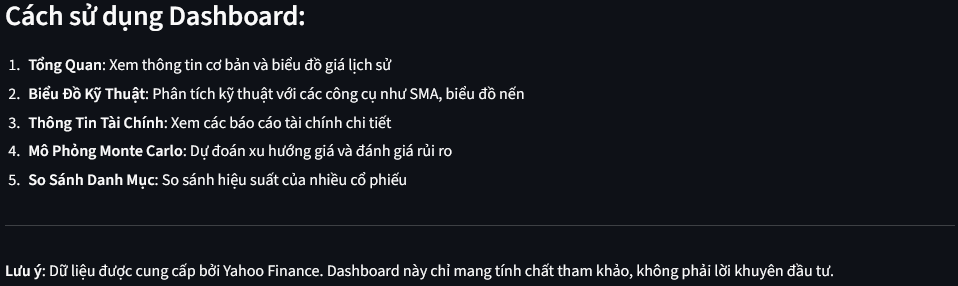 Cách sử dụng Dashboard:
1. Tổng Quan: Xem thông tin cơ bản và biểu đồ giá lịch sử
2. Biểu Đồ Kỹ Thuật: Phân tích kỹ thuật với các công cụ như SMA, biểu đồ nến
3. Thông Tin Tài Chính: Xem các báo cáo tài chính chi tiết
4. Mô Phỏng Monte Carlo: Dự đoán xu hướng giá và đánh giá rủi ro
5. So Sánh Danh Mục: So sánh hiệu suất của nhiều cổ phiếu
Lưu ý: Dữ liệu được cung cấp bởi Yahoo Finance. Dashboard này chỉ mang tính chất tham khảo, không phải lời khuyên đầu tư.